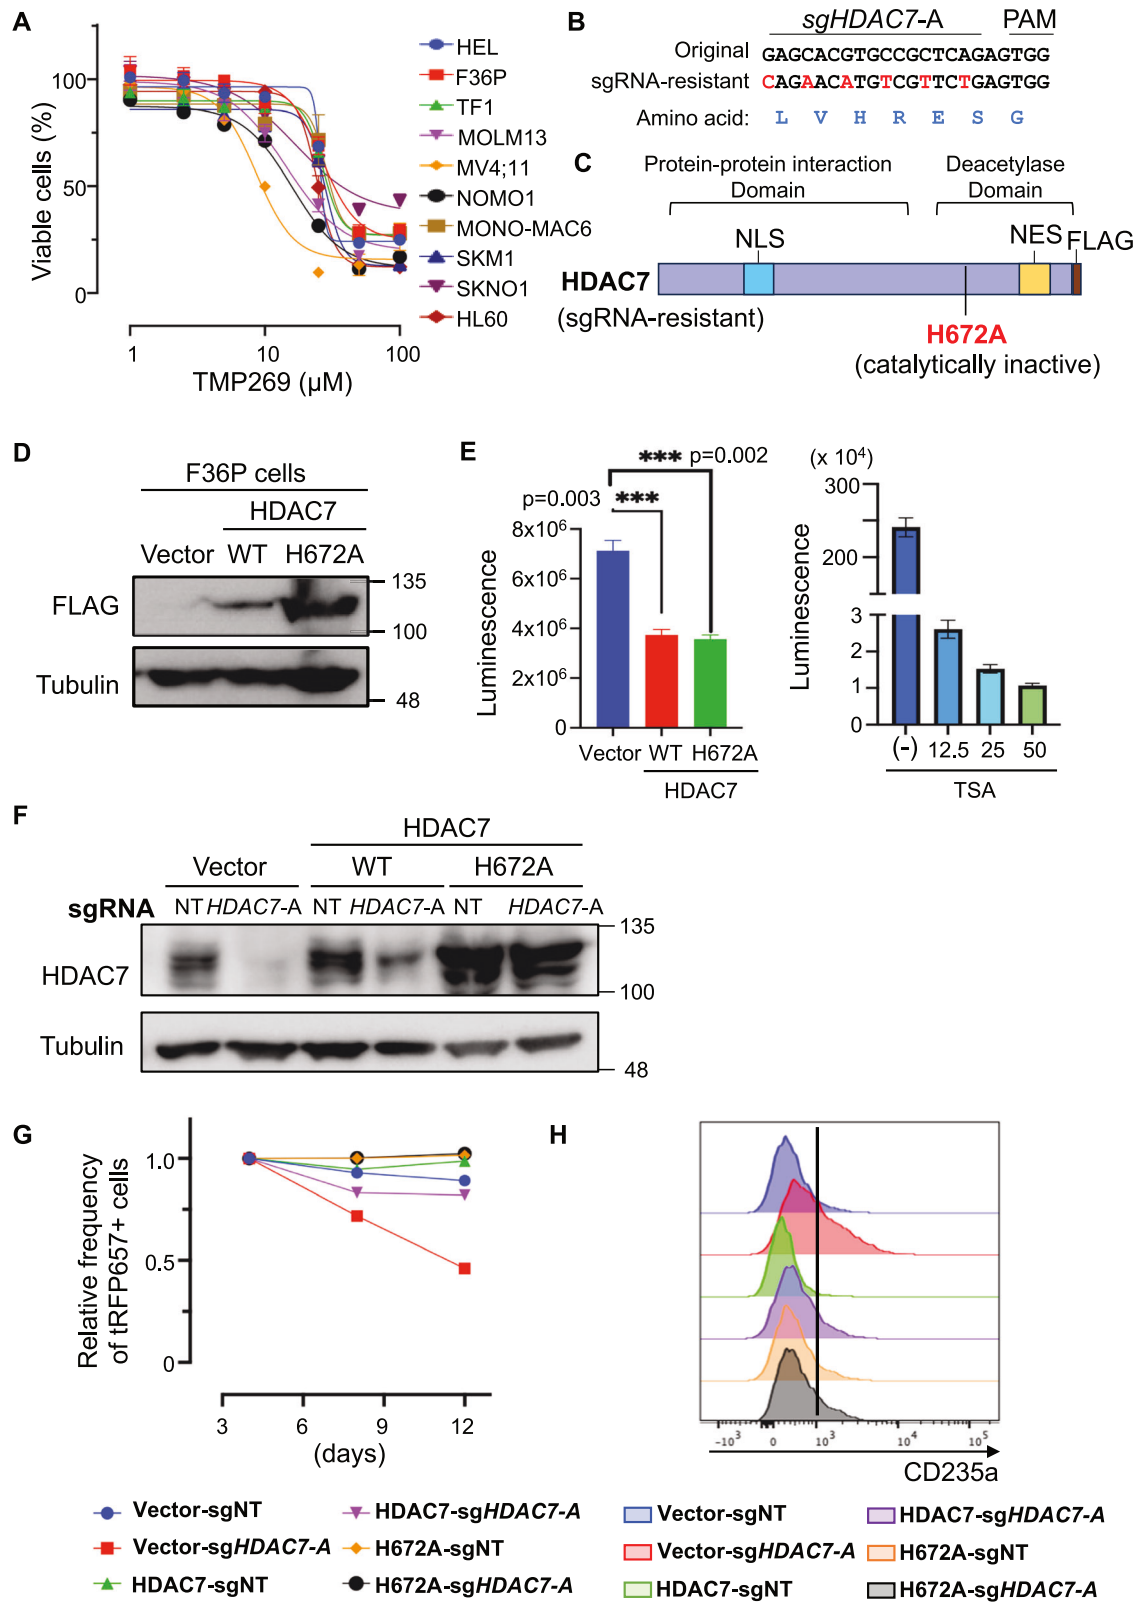 A
Viable cells (%)
100
50
0
1
10
100
TMP269 (µM)
HEL
F36P
TF1
MOLM13
MV4;11
NOMO1
MONO-MAC6
SKM1
SKNO1
HL60
B
sgHDAC7-A
PAM
Original
GAGCACGTGCCGCTCAGAGTGG
sgRNA-resistant
CAGAACATGTCGTTCTGAGTGG
Amino acid:
L V H R E S G
C
Protein-protein interaction
Domain
Deacetylase
Domain
NLS
NES
FLAG
HDAC7
(sgRNA-resistant)
H672A
(catalytically inactive)
D
F36P cells
HDAC7
Vector
WT
H672A
FLAG
135
100
Tubulin
48
E
*** p=0.002
p=0.003 ***
8x10⁶
6x10⁶
4x10⁶
2x10⁶
0
Luminescence
Vector
WT
H672A
HDAC7
(x 10⁴)
300
200
3
2
1
0
Luminescence
(-)
12.5
25
50
TSA
F
HDAC7
Vector
WT
H672A
sgRNA
NT
HDAC7-A
NT
HDAC7-A
NT
HDAC7-A
HDAC7
135
100
Tubulin
48
G
Relative frequency
of tRFP657+ cells
1.0
0.5
0
3
6
9
12
(days)
Vector-sgNT
Vector-sgHDAC7-A
HDAC7-sgNT
HDAC7-sgHDAC7-A
H672A-sgNT
H672A-sgHDAC7-A
H
-10³
0
10³
10⁴
10⁵
CD235a
Vector-sgNT
Vector-sgHDAC7-A
HDAC7-sgNT
HDAC7-sgHDAC7-A
H672A-sgNT
H672A-sgHDAC7-A